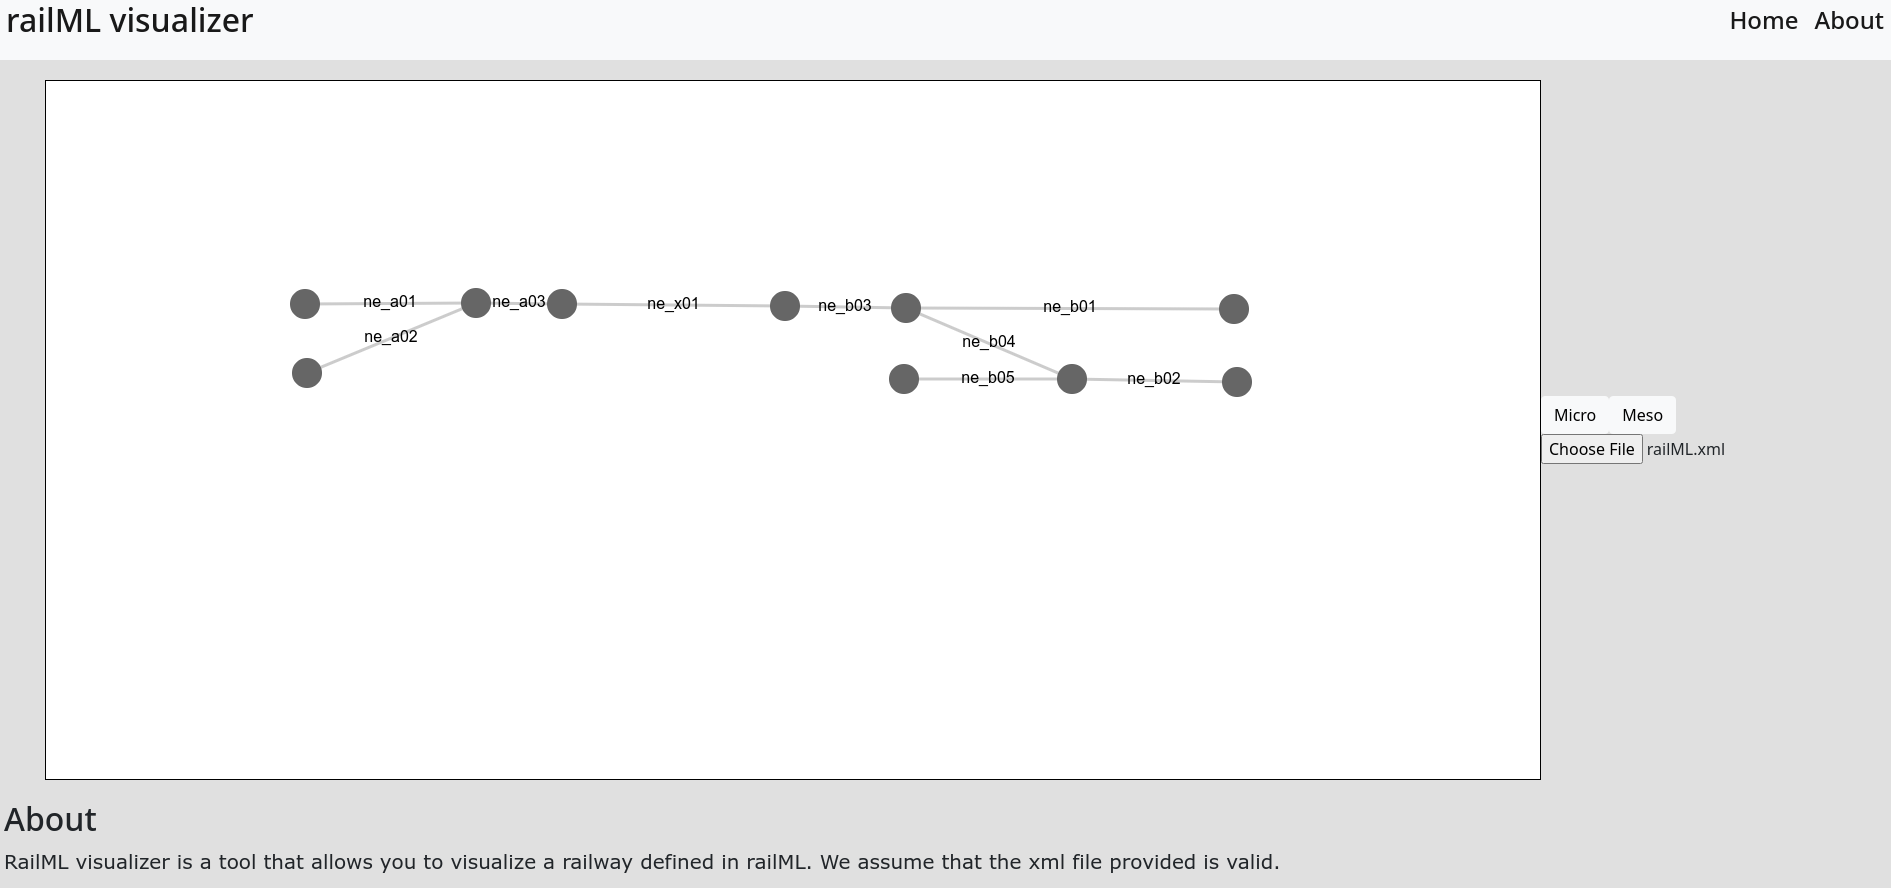 railML visualizer
Home About
ne_a01
ne_a03
ne_x01
ne_b03
ne_b01
ne_a02
ne_b04
ne_b05
ne_b02
Micro Meso
Choose File railML.xml
About
RailML visualizer is a tool that allows you to visualize a railway defined in railML. We assume that the xml file provided is valid.